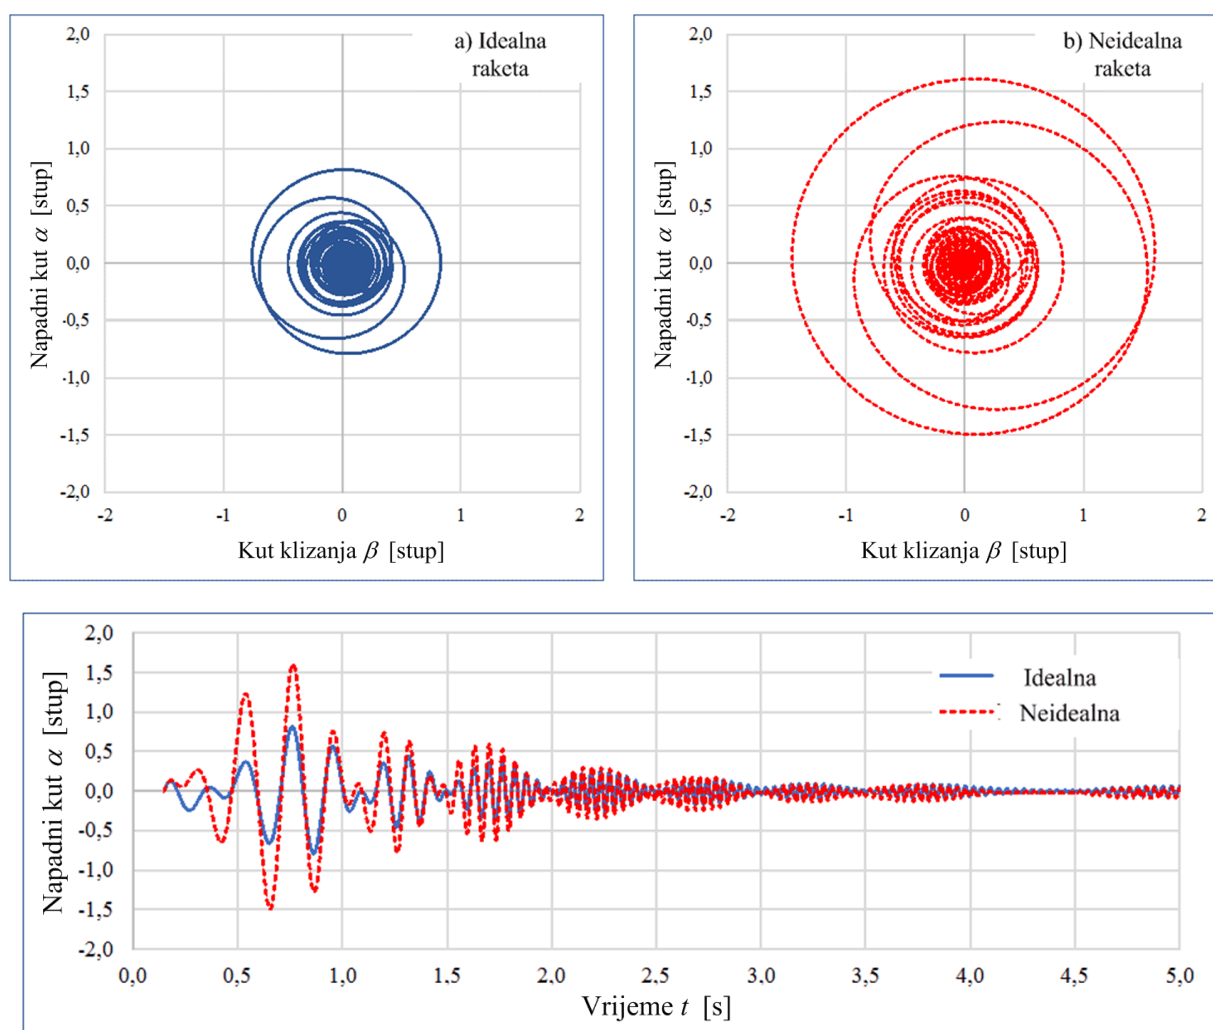 a) Idealna
raketa
Napadni kut α [stup]
2,0
1,5
1,0
0,5
0,0
-0,5
-1,0
-1,5
-2,0
-2 -1 0 1 2
Kut klizanja β [stup]
b) Neidealna
raketa
Napadni kut α [stup]
2,0
1,5
1,0
0,5
0,0
-0,5
-1,0
-1,5
-2,0
-2 -1 0 1 2
Kut klizanja β [stup]
Napadni kut α [stup]
2,0
1,5
1,0
0,5
0,0
-0,5
-1,0
-1,5
-2,0
Idealna
Neidealna
0,0 0,5 1,0 1,5 2,0 2,5 3,0 3,5 4,0 4,5 5,0
Vrijeme t [s]